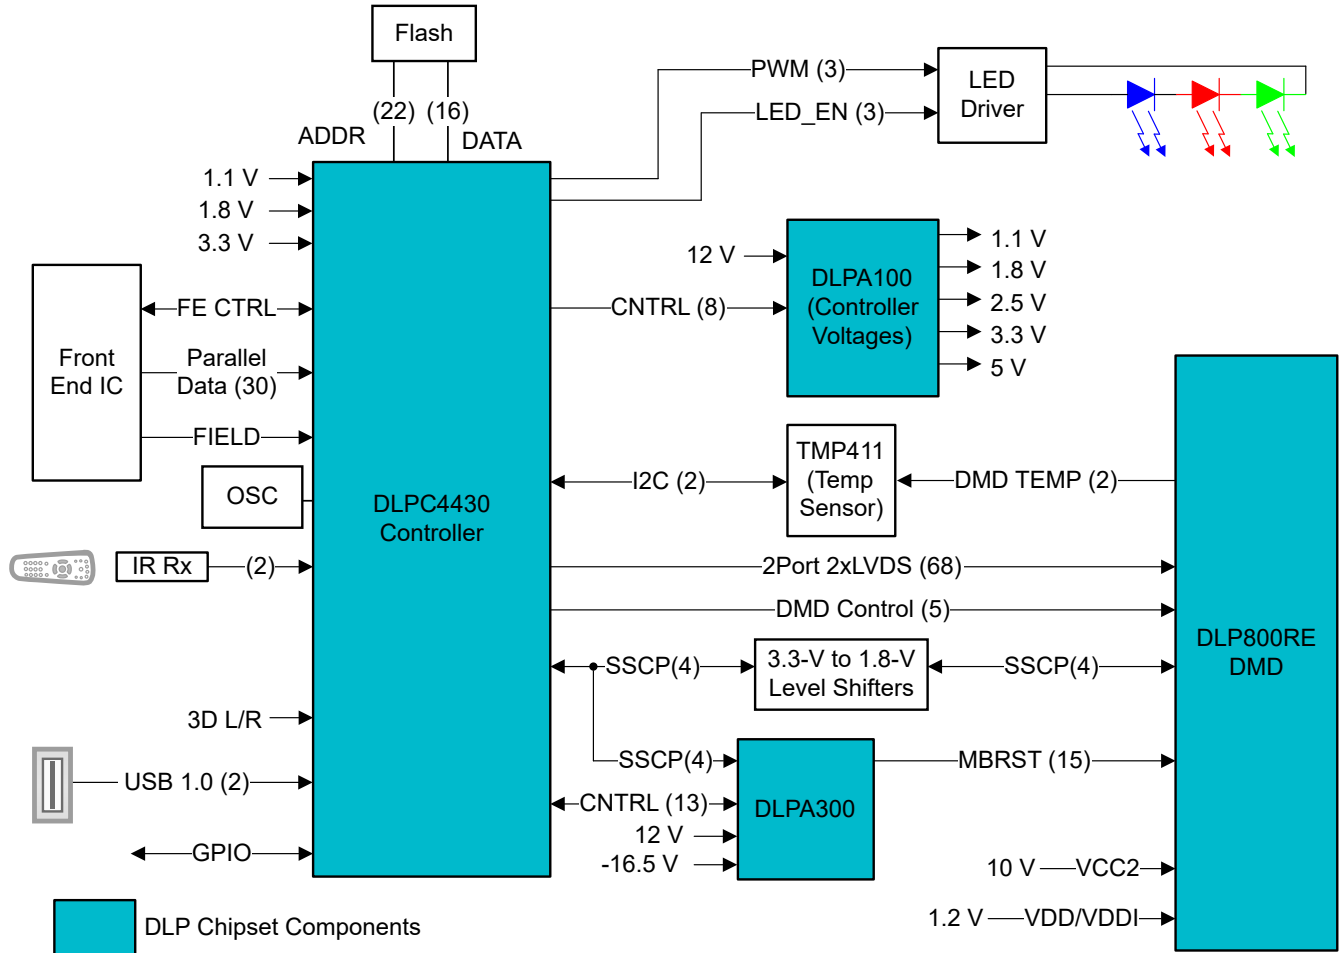 Flash
(22) (16)
ADDR
DATA
PWM (3)
LED_EN (3)
LED
Driver
1.1 V
1.8 V
3.3 V
12 V
CNTRL (8)
DLPA100
(Controller
Voltages)
1.1 V
1.8 V
2.5 V
3.3 V
5 V
Front
End IC
FE CTRL
Parallel
Data (30)
FIELD
OSC
IR Rx
(2)
DLPC4430
Controller
I2C (2)
TMP411
(Temp
Sensor)
DMD TEMP (2)
2Port 2xLVDS (68)
DMD Control (5)
SSCP(4)
3.3-V to 1.8-V
Level Shifters
SSCP(4)
DLP800RE
DMD
3D L/R
USB 1.0 (2)
GPIO
SSCP(4)
CNTRL (13)
12 V
-16.5 V
DLPA300
MBRST (15)
10 V
VCC2
1.2 V
VDD/VDDI
DLP Chipset Components